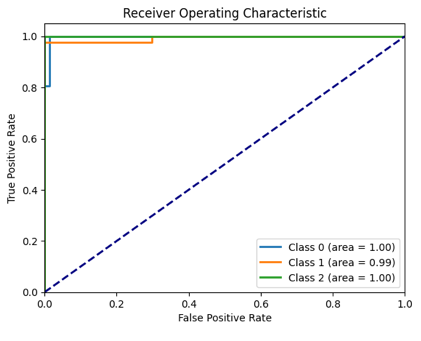 Receiver Operating Characteristic
True Positive Rate
1.0
0.8
0.6
0.4
0.2
0.0
Class 0 (area = 1.00)
Class 1 (area = 0.99)
Class 2 (area = 1.00)
0.0 0.2 0.4 0.6 0.8 1.0
False Positive Rate